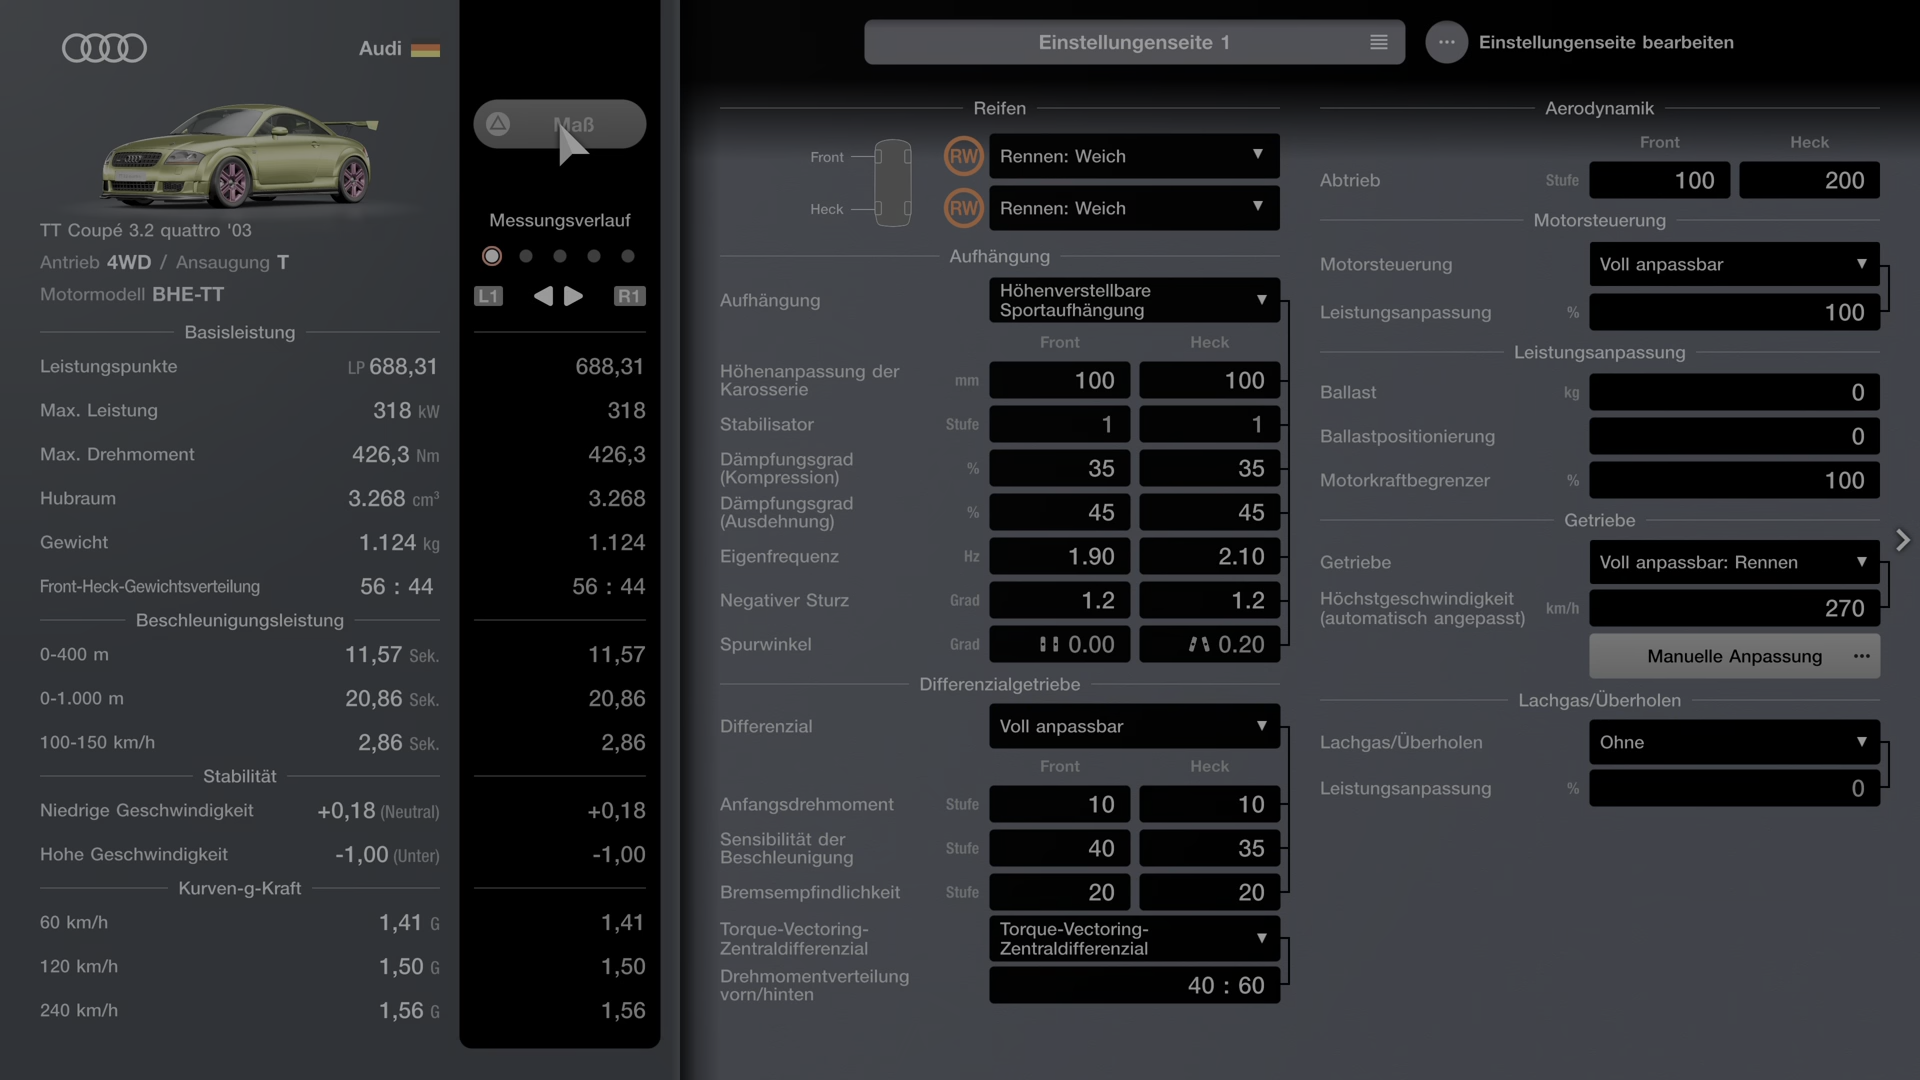 Audi
TT Coupé 3.2 quattro '03
Antrieb 4WD / Ansaugung T
Motormodell BHE-TT
Basisleistung
Leistungspunkte LP 688,31
Max. Leistung 318 kW
Max. Drehmoment 426,3 Nm
Hubraum 3.268 cm³
Gewicht 1.124 kg
Front-Heck-Gewichtsverteilung 56 : 44
Beschleunigungsleistung
0-400 m 11,57 Sek.
0-1.000 m 20,86 Sek.
100-150 km/h 2,86 Sek.
Stabilität
Niedrige Geschwindigkeit +0,18 (Neutral)
Hohe Geschwindigkeit -1,00 (Unter)
Kurven-g-Kraft
60 km/h 1,41 G
120 km/h 1,50 G
240 km/h 1,56 G
Maß
Messungsverlauf
L1 R1
688,31
318
426,3
3.268
1.124
56 : 44
11,57
20,86
2,86
+0,18
-1,00
1,41
1,50
1,56
Einstellungenseite 1
Einstellungenseite bearbeiten
Reifen
Front RW Rennen: Weich
Heck RW Rennen: Weich
Aufhängung
Aufhängung Höhenverstellbare
Sportaufhängung
Front Heck
Höhenanpassung der
Karosserie mm 100 100
Stabilisator Stufe 1 1
Dämpfungsgrad
(Kompression) % 35 35
Dämpfungsgrad
(Ausdehnung) % 45 45
Eigenfrequenz Hz 1.90 2.10
Negativer Sturz Grad 1.2 1.2
Spurwinkel Grad 0.00 0.20
Differenzialgetriebe
Differenzial Voll anpassbar
Front Heck
Anfangsdrehmoment Stufe 10 10
Sensibilität der
Beschleunigung Stufe 40 35
Bremsempfindlichkeit Stufe 20 20
Torque-Vectoring-
Zentraldifferenzial
Torque-Vectoring-
Zentraldifferenzial
Drehmomentverteilung
vorn/hinten 40 : 60
Aerodynamik
Front Heck
Abtrieb Stufe 100 200
Motorsteuerung
Motorsteuerung Voll anpassbar
Leistungsanpassung % 100
Leistungsanpassung
Ballast kg 0
Ballastpositionierung 0
Motorkraftbegrenzer % 100
Getriebe
Getriebe Voll anpassbar: Rennen
Höchstgeschwindigkeit
(automatisch angepasst) km/h 270
Manuelle Anpassung
Lachgas/Überholen
Lachgas/Überholen Ohne
Leistungsanpassung % 0